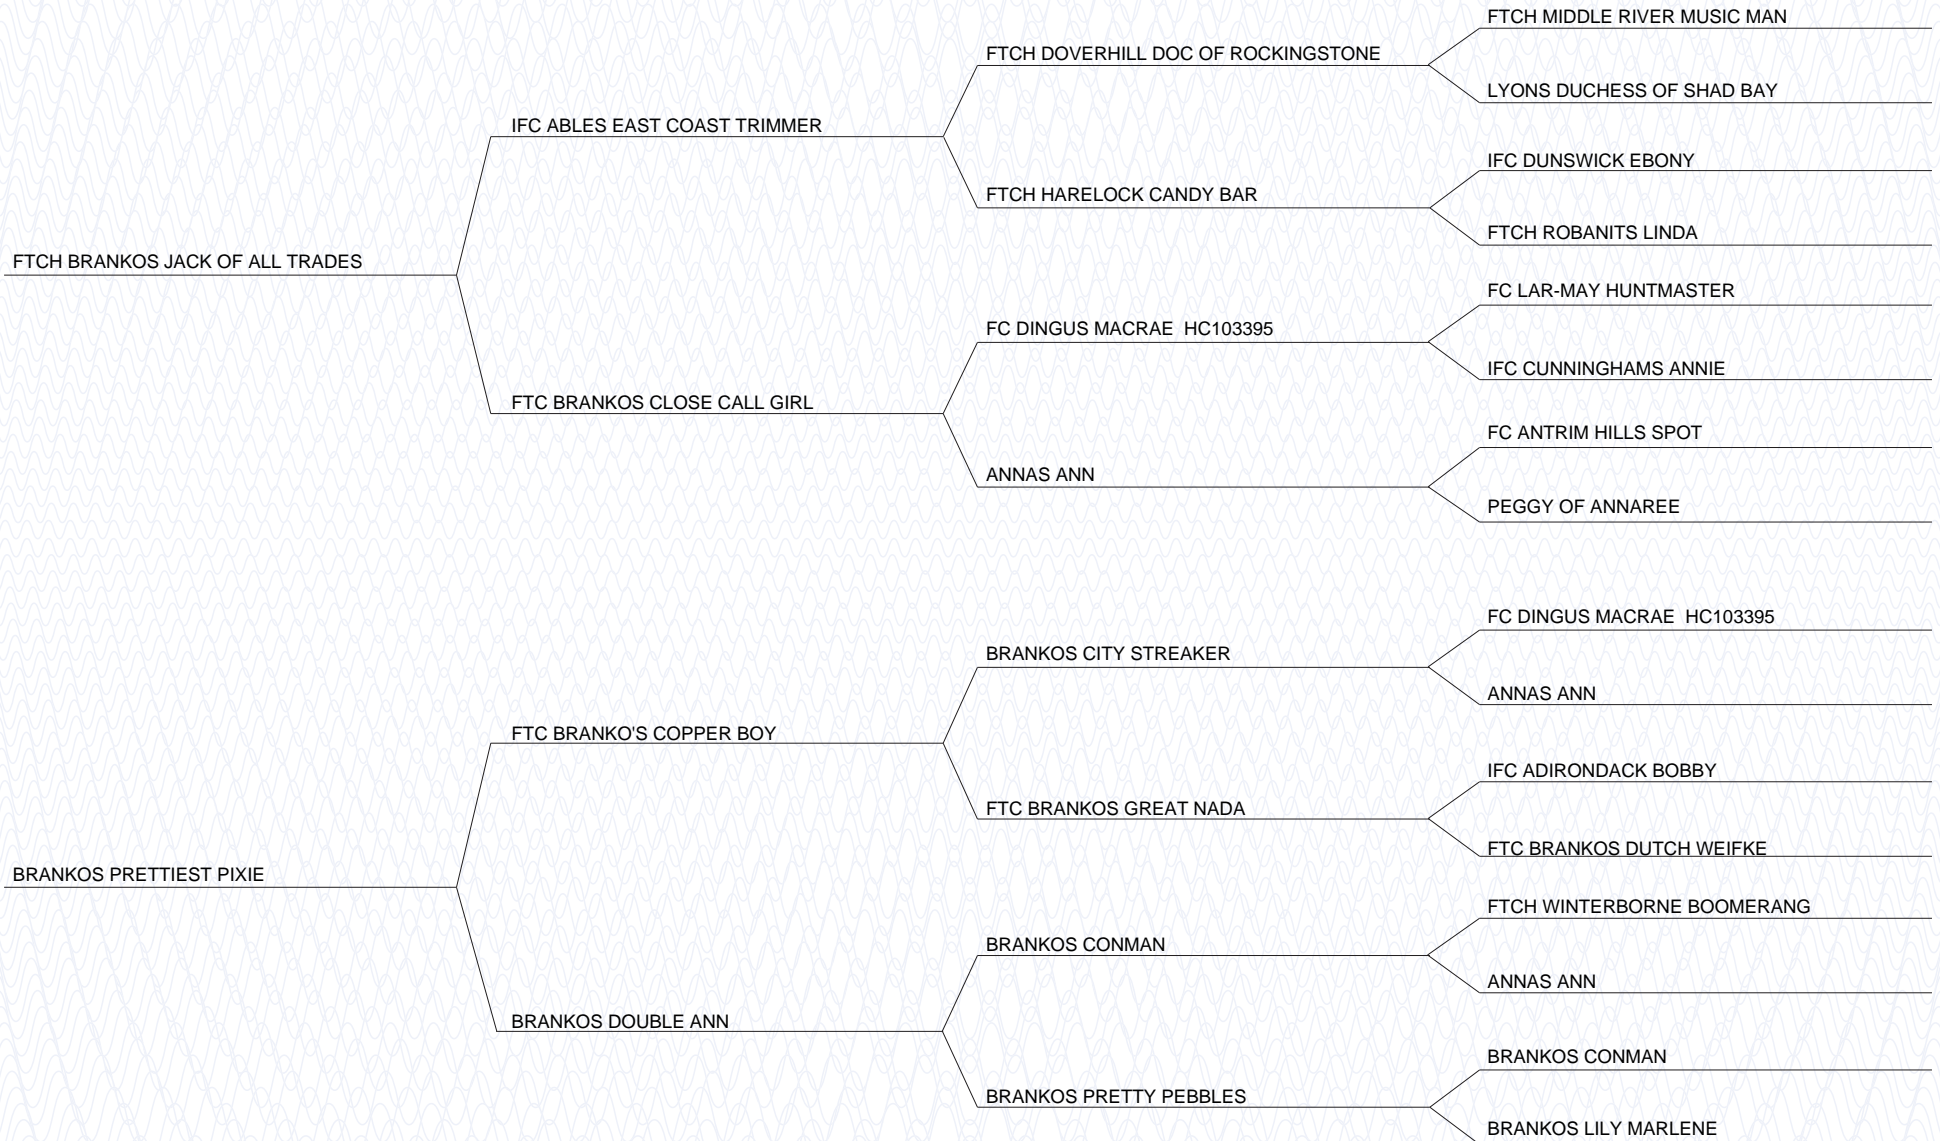 FTCH MIDDLE RIVER MUSIC MAN
FTCH DOVERHILL DOC OF ROCKINGSTONE
LYONS DUCHESS OF SHAD BAY
IFC ABLES EAST COAST TRIMMER
IFC DUNSWICK EBONY
FTCH HARELOCK CANDY BAR
FTCH ROBANITS LINDA
FTCH BRANKOS JACK OF ALL TRADES
FC LAR-MAY HUNTMASTER
FC DINGUS MACRAE  HC103395
IFC CUNNINGHAMS ANNIE
FTC BRANKOS CLOSE CALL GIRL
FC ANTRIM HILLS SPOT
ANNAS ANN
PEGGY OF ANNAREE
FC DINGUS MACRAE  HC103395
BRANKOS CITY STREAKER
ANNAS ANN
FTC BRANKO'S COPPER BOY
IFC ADIRONDACK BOBBY
FTC BRANKOS GREAT NADA
FTC BRANKOS DUTCH WEIFKE
BRANKOS PRETTIEST PIXIE
FTCH WINTERBORNE BOOMERANG
BRANKOS CONMAN
ANNAS ANN
BRANKOS DOUBLE ANN
BRANKOS CONMAN
BRANKOS PRETTY PEBBLES
BRANKOS LILY MARLENE